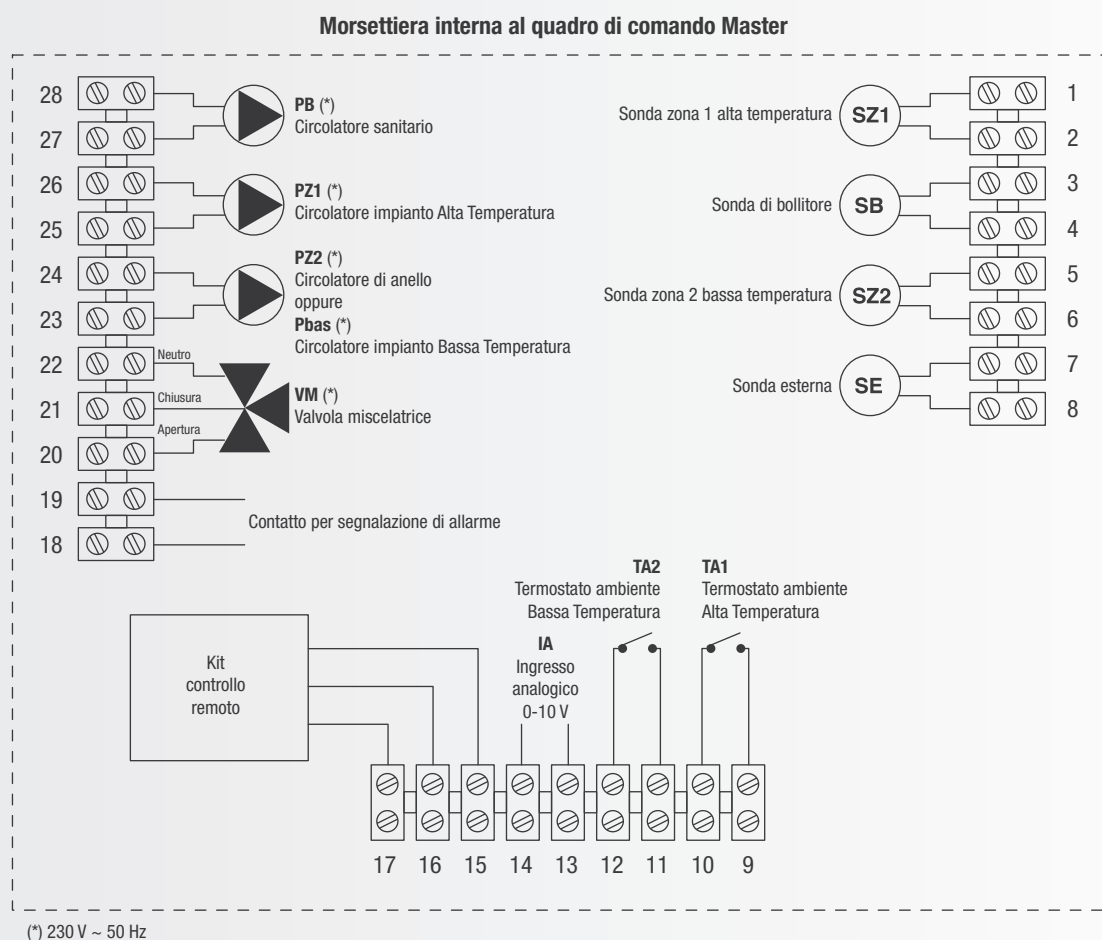 Morsettiera interna al quadro di comando Master
28
27
26
25
24
23
22
21
20
19
18
PB (*)
Circolatore sanitario
PZ1 (*)
Circolatore impianto Alta Temperatura
PZ2 (*)
Circolatore di anello
oppure
Pbas (*)
Circolatore impianto Bassa Temperatura
Neutro
Chiusura
Apertura
VM (*)
Valvola miscelatrice
Contatto per segnalazione di allarme
Sonda zona 1 alta temperatura
SZ1
Sonda di bollitore
SB
Sonda zona 2 bassa temperatura
SZ2
Sonda esterna
SE
1
2
3
4
5
6
7
8
TA2
Termostato ambiente
Bassa Temperatura
TA1
Termostato ambiente
Alta Temperatura
IA
Ingresso
analogico
0-10 V
Kit
controllo
remoto
17 16 15 14 13 12 11 10 9
(*) 230 V ~ 50 Hz